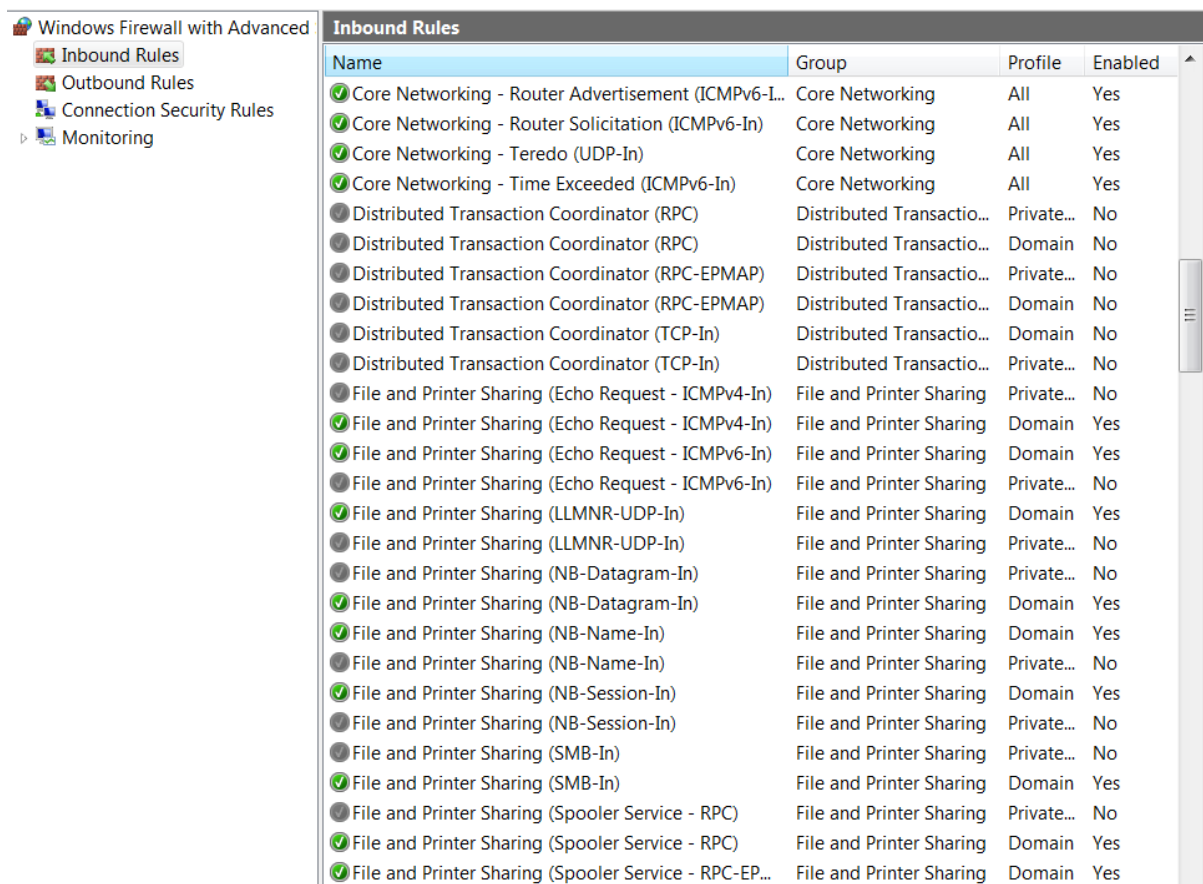 Windows Firewall with Advanced
Inbound Rules
Outbound Rules
Connection Security Rules
Monitoring
Inbound Rules
Name Group Profile Enabled
Core Networking - Router Advertisement (ICMPv6-I... Core Networking All Yes
Core Networking - Router Solicitation (ICMPv6-In) Core Networking All Yes
Core Networking - Teredo (UDP-In) Core Networking All Yes
Core Networking - Time Exceeded (ICMPv6-In) Core Networking All Yes
Distributed Transaction Coordinator (RPC) Distributed Transactio... Private... No
Distributed Transaction Coordinator (RPC) Distributed Transactio... Domain No
Distributed Transaction Coordinator (RPC-EPMAP) Distributed Transactio... Private... No
Distributed Transaction Coordinator (RPC-EPMAP) Distributed Transactio... Domain No
Distributed Transaction Coordinator (TCP-In) Distributed Transactio... Domain No
Distributed Transaction Coordinator (TCP-In) Distributed Transactio... Private... No
File and Printer Sharing (Echo Request - ICMPv4-In) File and Printer Sharing Private... No
File and Printer Sharing (Echo Request - ICMPv4-In) File and Printer Sharing Domain Yes
File and Printer Sharing (Echo Request - ICMPv6-In) File and Printer Sharing Domain Yes
File and Printer Sharing (Echo Request - ICMPv6-In) File and Printer Sharing Private... No
File and Printer Sharing (LLMNR-UDP-In) File and Printer Sharing Domain Yes
File and Printer Sharing (LLMNR-UDP-In) File and Printer Sharing Private... No
File and Printer Sharing (NB-Datagram-In) File and Printer Sharing Private... No
File and Printer Sharing (NB-Datagram-In) File and Printer Sharing Domain Yes
File and Printer Sharing (NB-Name-In) File and Printer Sharing Domain Yes
File and Printer Sharing (NB-Name-In) File and Printer Sharing Private... No
File and Printer Sharing (NB-Session-In) File and Printer Sharing Domain Yes
File and Printer Sharing (NB-Session-In) File and Printer Sharing Private... No
File and Printer Sharing (SMB-In) File and Printer Sharing Private... No
File and Printer Sharing (SMB-In) File and Printer Sharing Domain Yes
File and Printer Sharing (Spooler Service - RPC) File and Printer Sharing Private... No
File and Printer Sharing (Spooler Service - RPC) File and Printer Sharing Domain Yes
File and Printer Sharing (Spooler Service - RPC-EP... File and Printer Sharing Domain Yes